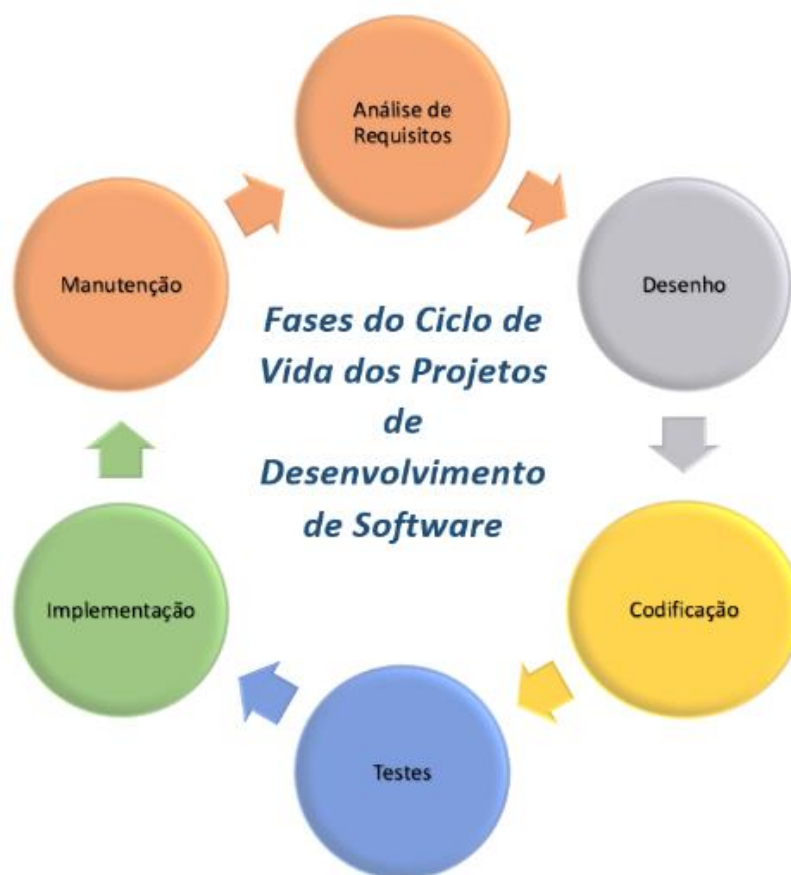 Análise de
Requisitos
Desenho
Codificação
Testes
Implementação
Manutenção
Fases do Ciclo de
Vida dos Projetos
de
Desenvolvimento
de Software